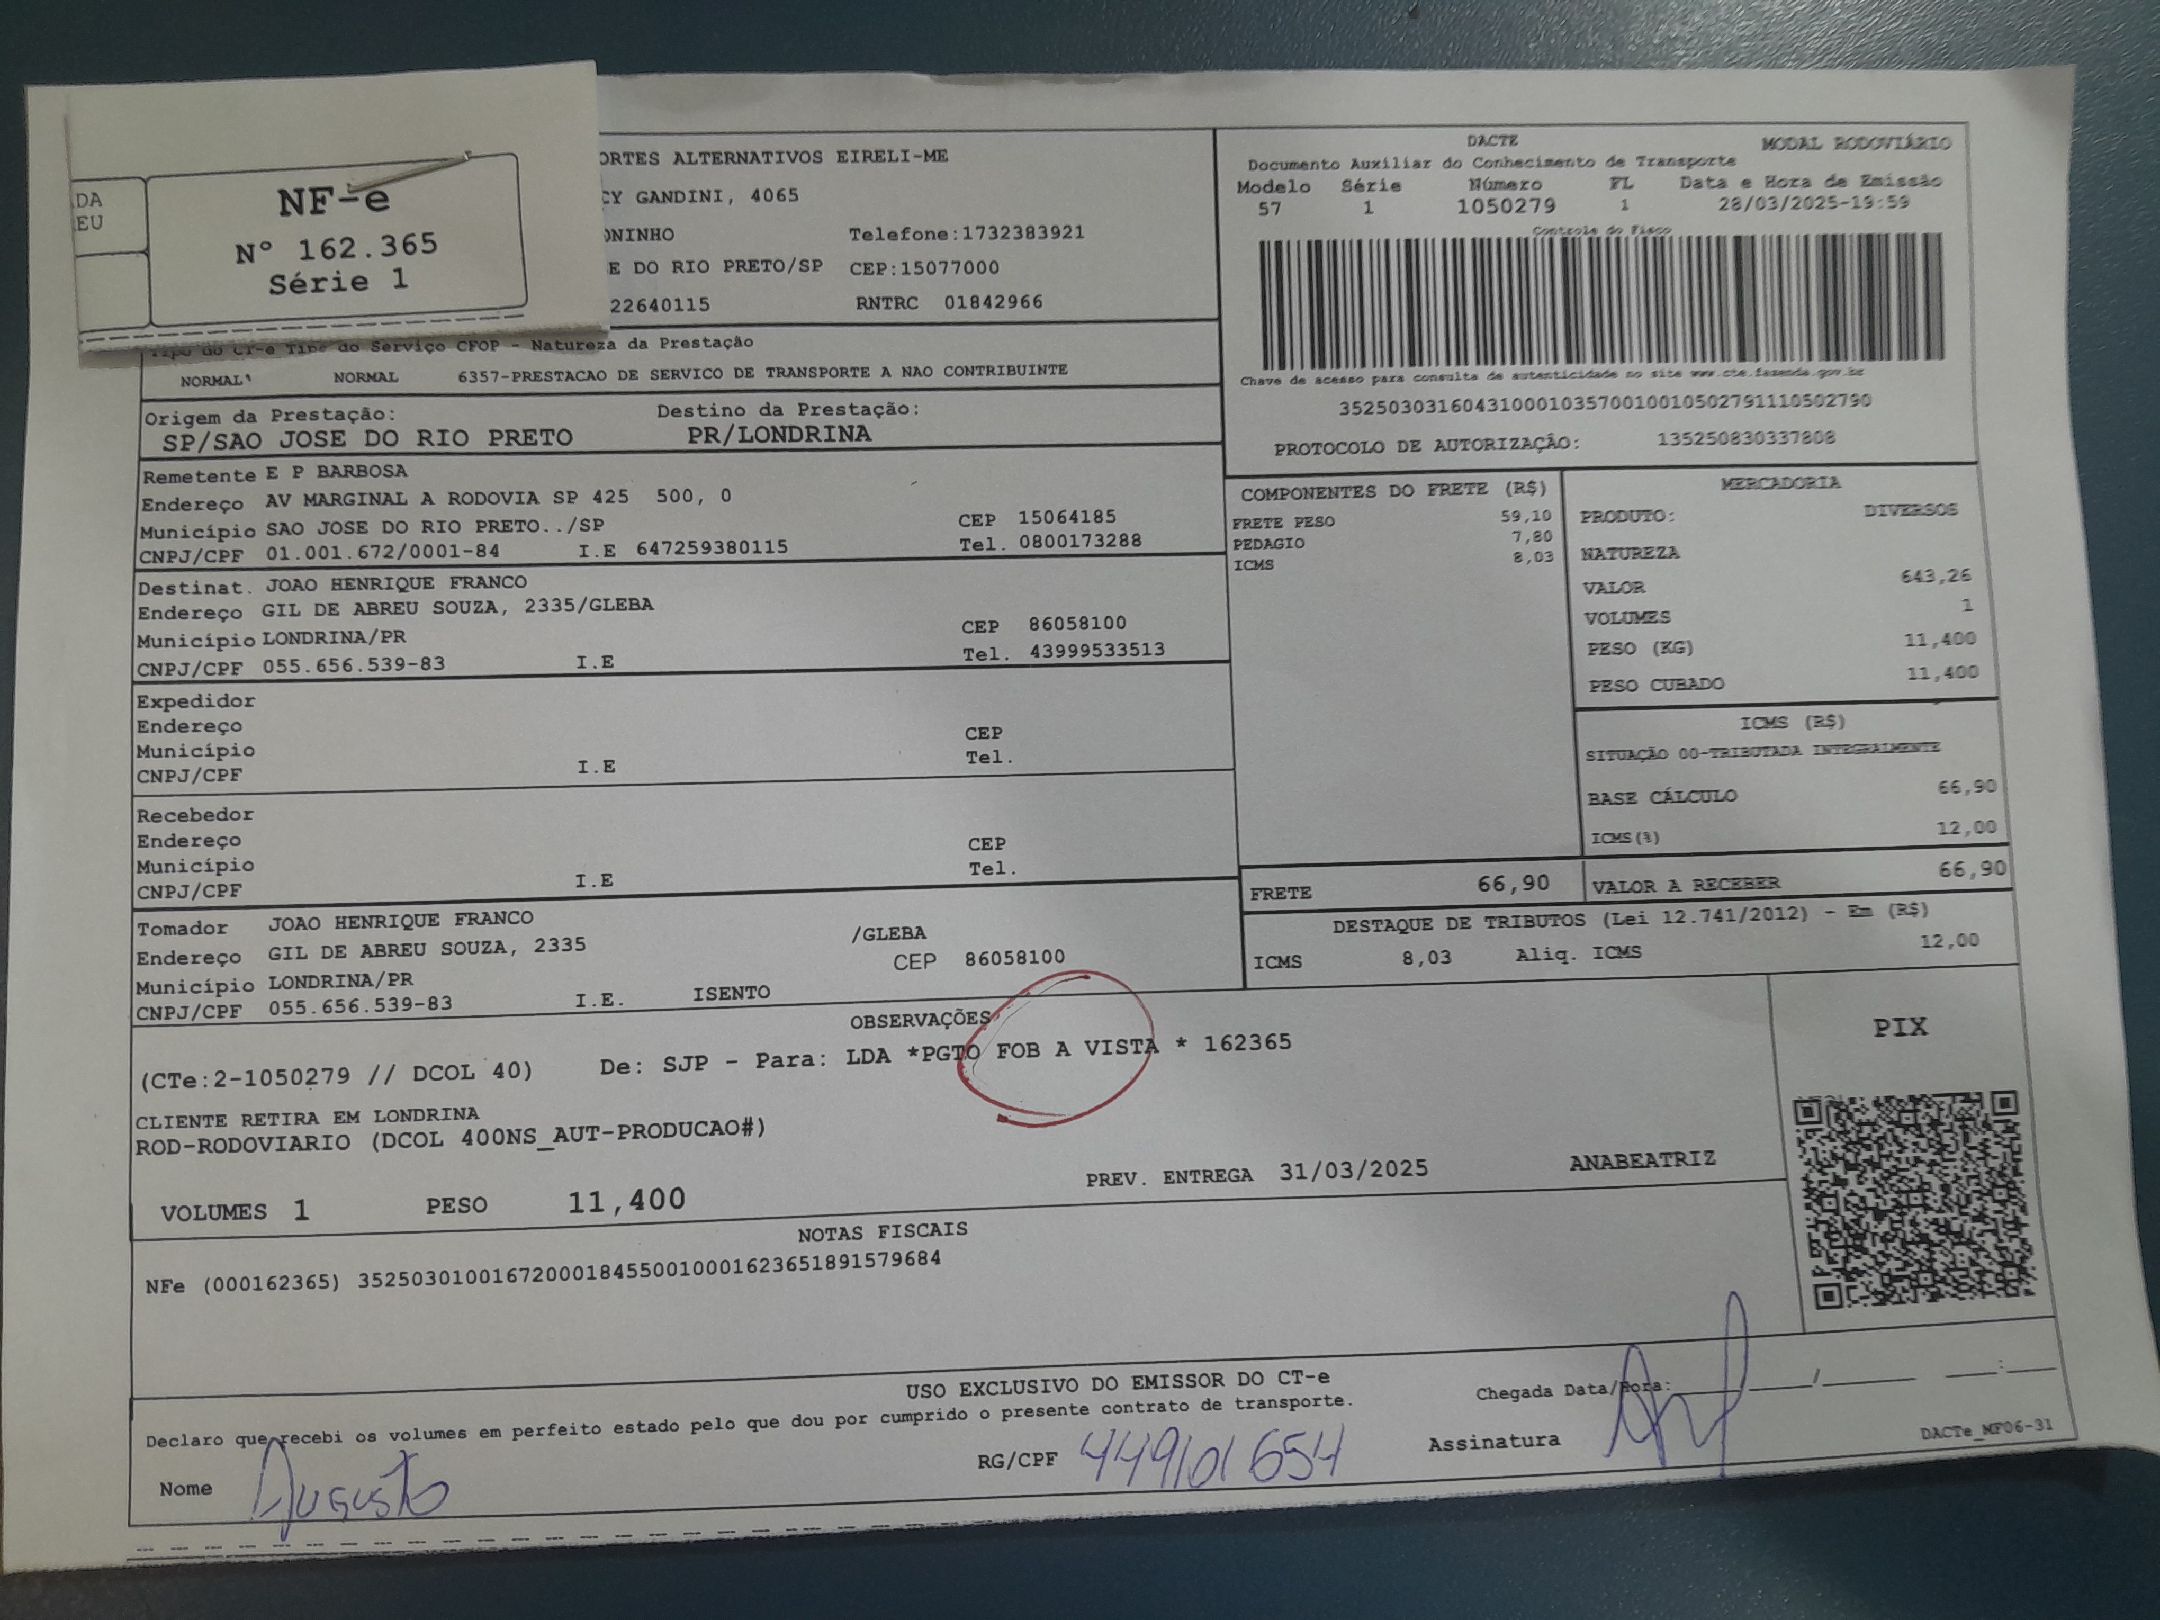 DA
EU
NF-e
Nº 162.365
Série 1
ORTES ALTERNATIVOS EIRELI-ME
CY GANDINI, 4065
ONINHO Telefone:1732383921
E DO RIO PRETO/SP CEP:15077000
22640115 RNTRC 01842966
Tipo do CT-e Tipo do Serviço CFOP - Natureza da Prestação
NORMAL NORMAL 6357-PRESTACAO DE SERVICO DE TRANSPORTE A NAO CONTRIBUINTE
Origem da Prestação: Destino da Prestação:
SP/SAO JOSE DO RIO PRETO PR/LONDRINA
Remetente E P BARBOSA
Endereço AV MARGINAL A RODOVIA SP 425 500, 0
Município SAO JOSE DO RIO PRETO../SP CEP 15064185
CNPJ/CPF 01.001.672/0001-84 I.E 647259380115 Tel. 0800173288
Destinat. JOAO HENRIQUE FRANCO
Endereço GIL DE ABREU SOUZA, 2335/GLEBA
Município LONDRINA/PR CEP 86058100
CNPJ/CPF 055.656.539-83 I.E Tel. 43999533513
Expedidor
Endereço
Município CEP
CNPJ/CPF I.E Tel.
Recebedor
Endereço
Município CEP
CNPJ/CPF I.E Tel.
Tomador JOAO HENRIQUE FRANCO
Endereço GIL DE ABREU SOUZA, 2335 /GLEBA
Município LONDRINA/PR CEP 86058100
CNPJ/CPF 055.656.539-83 I.E. ISENTO
DACTE MODAL RODOVIÁRIO
Documento Auxiliar do Conhecimento de Transporte
Modelo Série Número FL Data e Hora de Emissão
57 1 1050279 1 28/03/2025-19:59
Controle do Fisco
Chave de acesso para consulta de autenticidade no site www.cte.fazenda.gov.br
35250303160431000103570010010502791110502790
PROTOCOLO DE AUTORIZAÇÃO: 135250830337808
COMPONENTES DO FRETE (R$)
FRETE PESO 59,10
PEDAGIO 7,80
ICMS 8,03
MERCADORIA
PRODUTO: DIVERSOS
NATUREZA
VALOR 643,26
VOLUMES 1
PESO (KG) 11,400
PESO CUBADO 11,400
ICMS (R$)
SITUAÇÃO 00-TRIBUTADA INTEGRALMENTE
BASE CÁLCULO 66,90
ICMS(%) 12,00
FRETE 66,90 VALOR A RECEBER 66,90
DESTAQUE DE TRIBUTOS (Lei 12.741/2012) - Em (R$)
ICMS 8,03 Aliq. ICMS 12,00
OBSERVAÇÕES
(CTe:2-1050279 // DCOL 40) De: SJP - Para: LDA *PGTO FOB A VISTA * 162365
CLIENTE RETIRA EM LONDRINA
ROD-RODOVIARIO (DCOL 400NS_AUT-PRODUCAO#)
PREV. ENTREGA 31/03/2025 ANABEATRIZ
VOLUMES 1 PESO 11,400
PIX
NOTAS FISCAIS
NFe (000162365) 35250301001672000184550010001623651891579684
USO EXCLUSIVO DO EMISSOR DO CT-e
Declaro que recebi os volumes em perfeito estado pelo que dou por cumprido o presente contrato de transporte.
Chegada Data/Hora: ____/____/____ __:__
Nome Augusto RG/CPF 449101654 Assinatura
DACTe_MF06-31